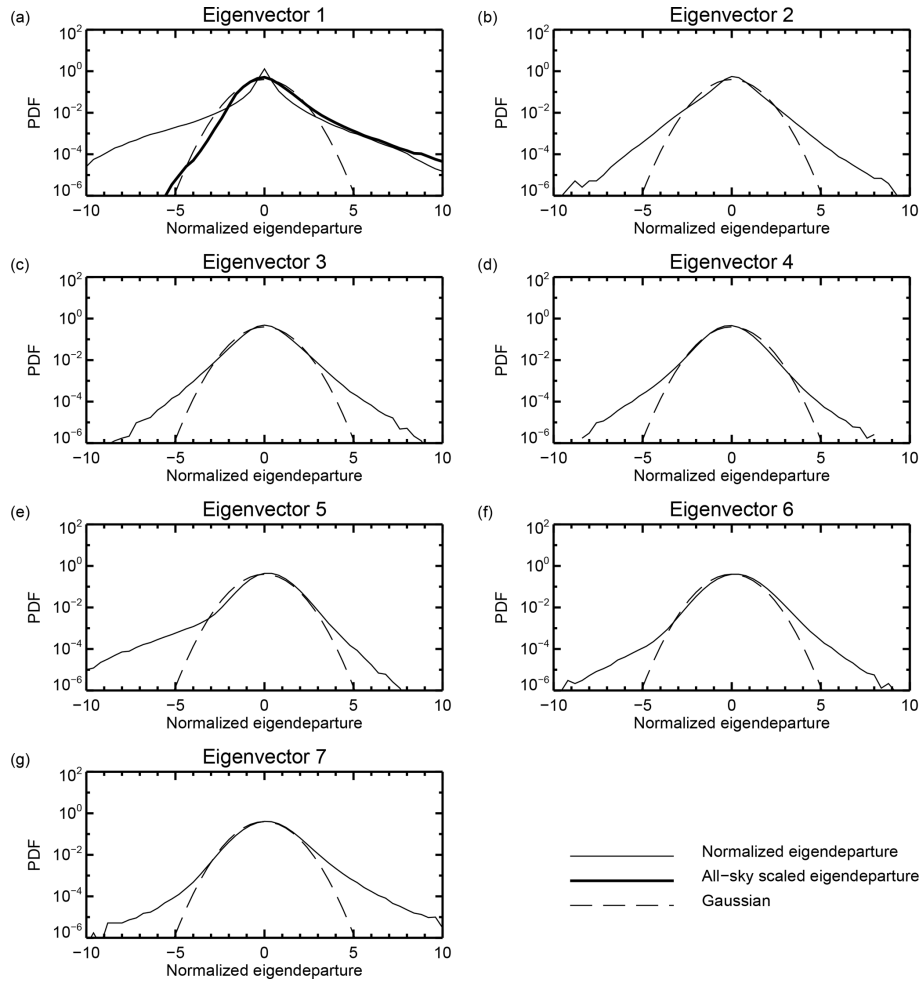 (a) Eigenvector 1
10^2
10^0
10^-2
10^-4
10^-6
PDF
−10 −5 0 5 10
Normalized eigendeparture
(b) Eigenvector 2
10^2
10^0
10^-2
10^-4
10^-6
PDF
−10 −5 0 5 10
Normalized eigendeparture
(c) Eigenvector 3
10^2
10^0
10^-2
10^-4
10^-6
PDF
−10 −5 0 5 10
Normalized eigendeparture
(d) Eigenvector 4
10^2
10^0
10^-2
10^-4
10^-6
PDF
−10 −5 0 5 10
Normalized eigendeparture
(e) Eigenvector 5
10^2
10^0
10^-2
10^-4
10^-6
PDF
−10 −5 0 5 10
Normalized eigendeparture
(f) Eigenvector 6
10^2
10^0
10^-2
10^-4
10^-6
PDF
−10 −5 0 5 10
Normalized eigendeparture
(g) Eigenvector 7
10^2
10^0
10^-2
10^-4
10^-6
PDF
−10 −5 0 5 10
Normalized eigendeparture
Normalized eigendeparture
All−sky scaled eigendeparture
Gaussian